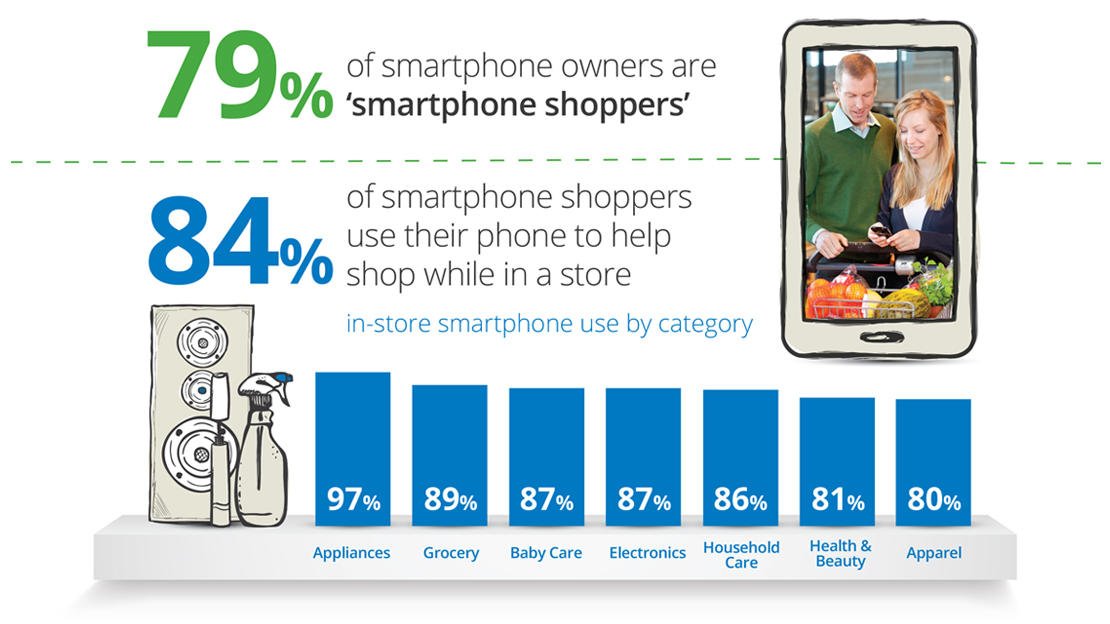 79% of smartphone owners are
‘smartphone shoppers’
84% of smartphone shoppers
use their phone to help
shop while in a store
in-store smartphone use by category
97% 89% 87% 87% 86% 81% 80%
Appliances Grocery Baby Care Electronics Household Care Health & Beauty Apparel